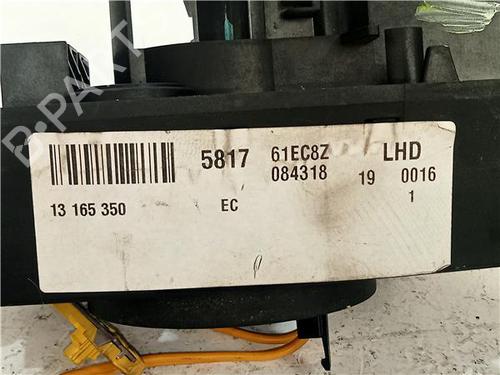 B-PART
5817 61EC8Z LHD
084318 19 0016
13 165 350 EC 1